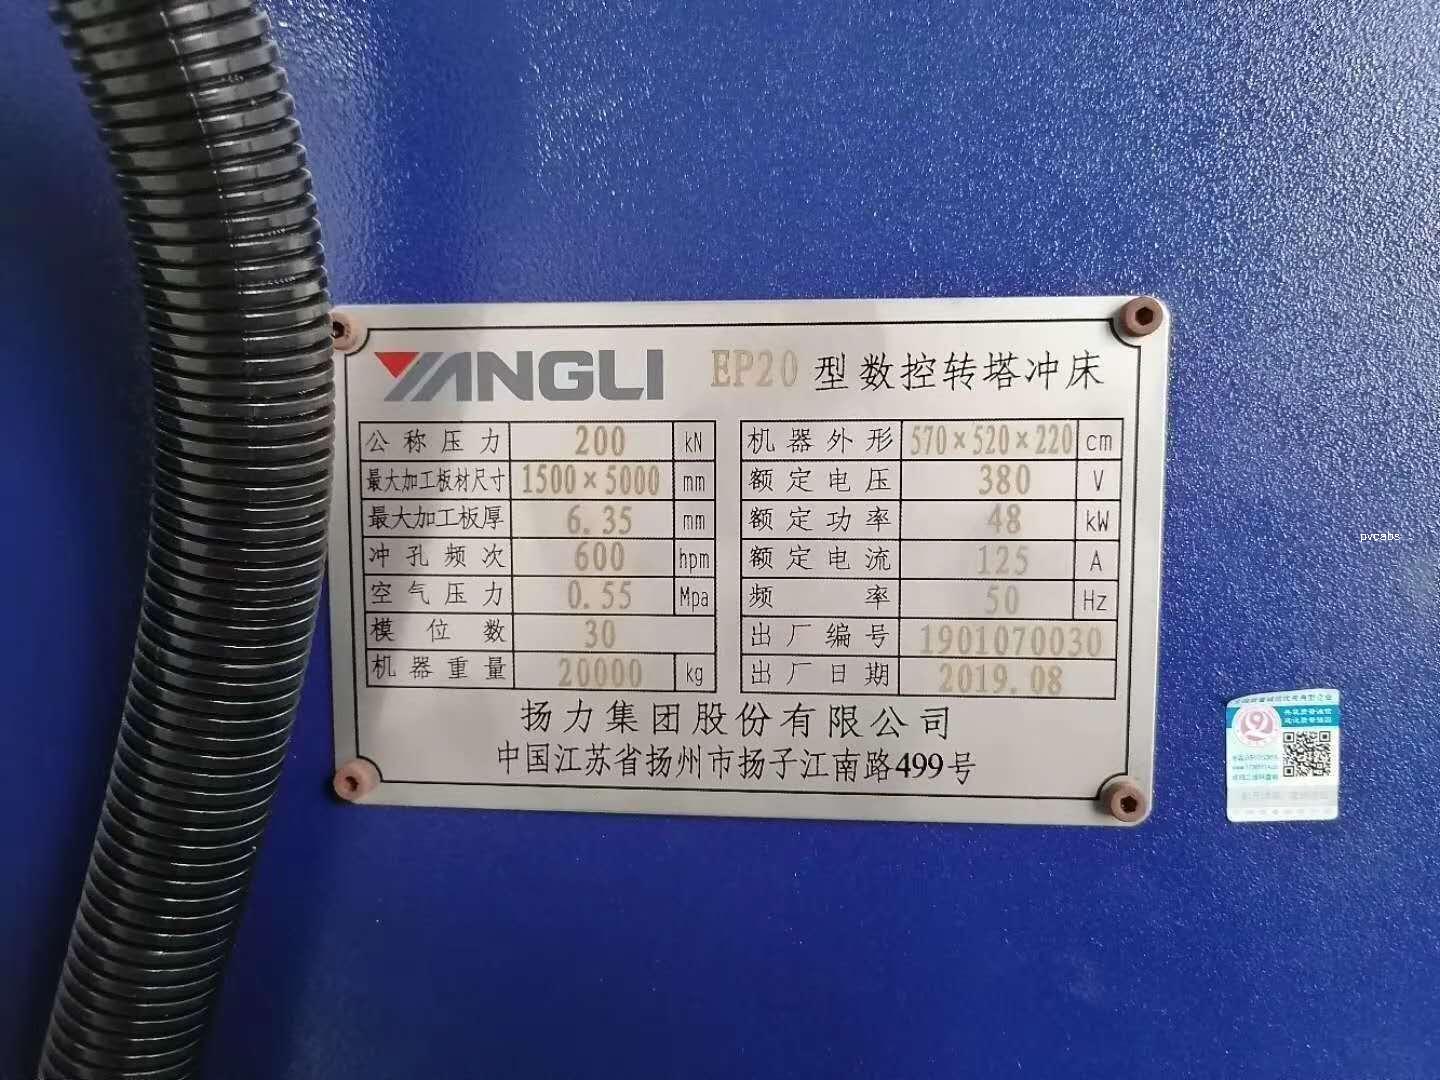 YANGLI EP20 型数控转塔冲床
公称压力 200 kN
最大加工板材尺寸 1500×5000 mm
最大加工板厚 6.35 mm
冲孔频次 600 hpm
空气压力 0.55 Mpa
模位数 30
机器重量 20000 kg
机器外形 570×520×220 cm
额定电压 380 V
额定功率 48 kW
额定电流 125 A
频率 50 Hz
出厂编号 1901070030
出厂日期 2019.08
扬力集团股份有限公司
中国江苏省扬州市扬子江南路499号
pvcabs